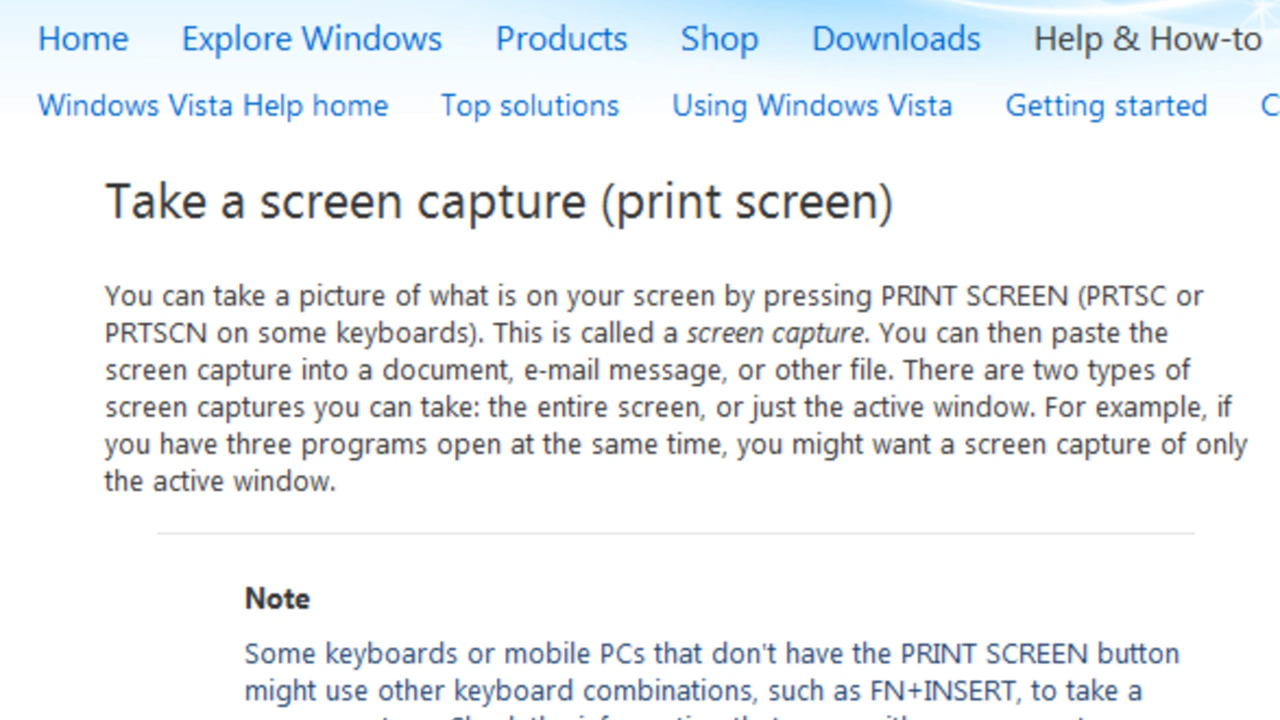 Home Explore Windows Products Shop Downloads Help & How-to
Windows Vista Help home Top solutions Using Windows Vista Getting started
Take a screen capture (print screen)
You can take a picture of what is on your screen by pressing PRINT SCREEN (PRTSC or
PRTSCN on some keyboards). This is called a screen capture. You can then paste the
screen capture into a document, e-mail message, or other file. There are two types of
screen captures you can take: the entire screen, or just the active window. For example, if
you have three programs open at the same time, you might want a screen capture of only
the active window.
Note
Some keyboards or mobile PCs that don't have the PRINT SCREEN button
might use other keyboard combinations, such as FN+INSERT, to take a